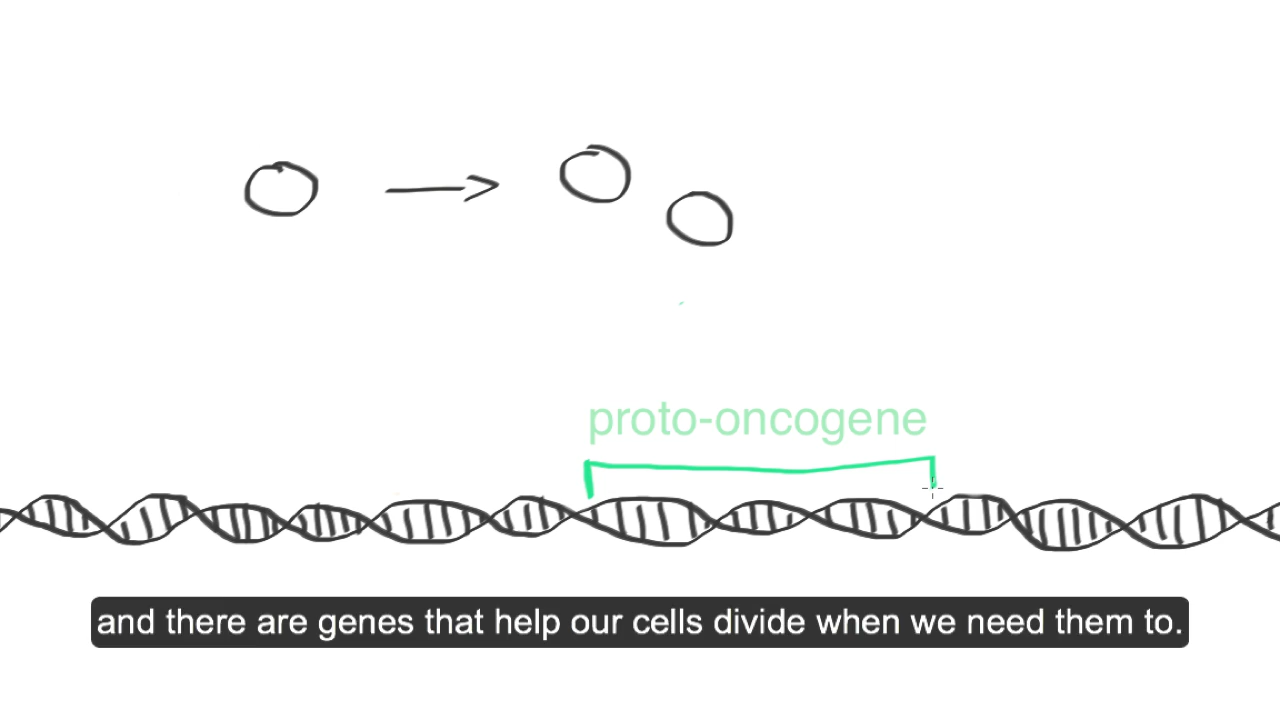 proto-oncogene
and there are genes that help our cells divide when we need them to.